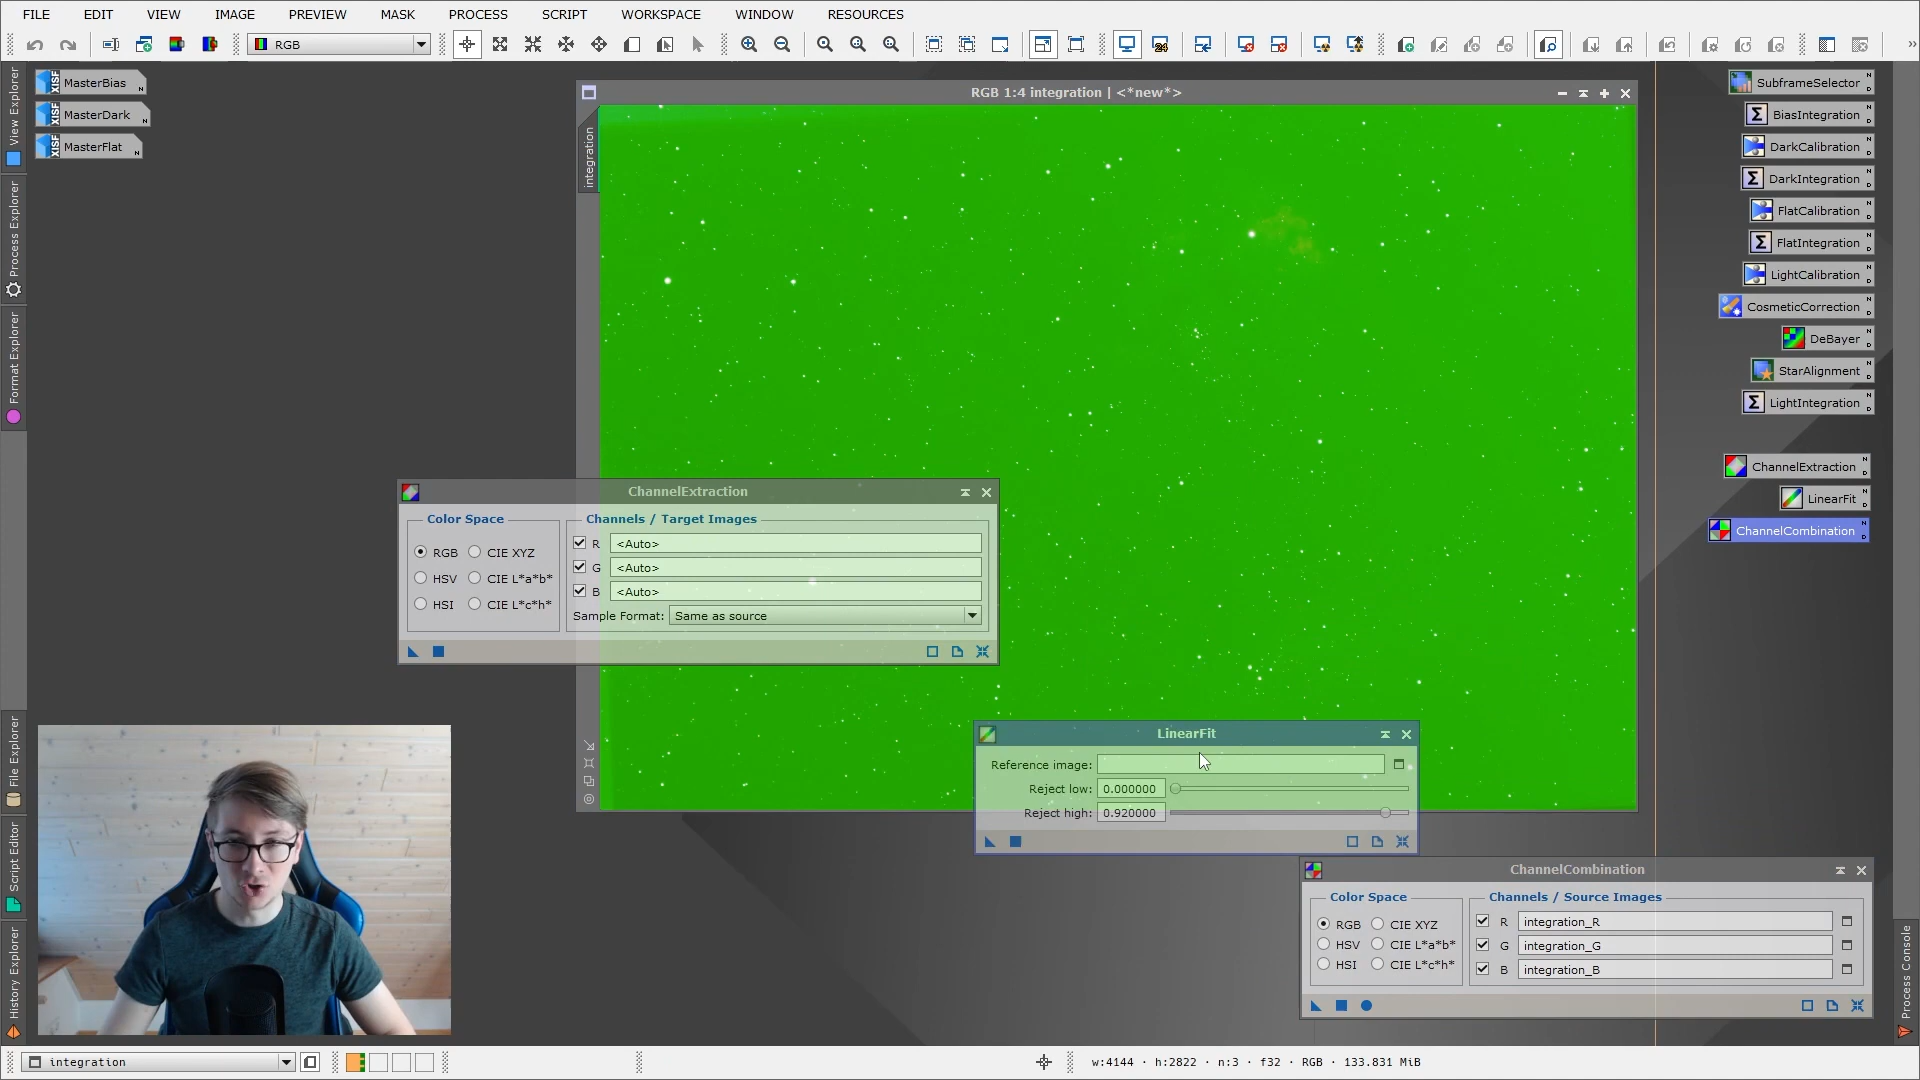 FILE EDIT VIEW IMAGE PREVIEW MASK PROCESS SCRIPT WORKSPACE WINDOW RESOURCES
RGB
24
»
View Explorer
Process Explorer
Format Explorer
File Explorer
Script Editor
History Explorer
XISF MasterBias N
XISF MasterDark N
XISF MasterFlat N
RGB 1:4 integration | <*new*>
integration
ChannelExtraction
Color Space
RGB CIE XYZ
HSV CIE L*a*b*
HSI CIE L*c*h*
Channels / Target Images
R <Auto>
G <Auto>
B <Auto>
Sample Format: Same as source
LinearFit
Reference image:
Reject low: 0.000000
Reject high: 0.920000
ChannelCombination
Color Space
RGB CIE XYZ
HSV CIE L*a*b*
HSI CIE L*c*h*
Channels / Source Images
R integration_R
G integration_G
B integration_B
SubframeSelector N D
BiasIntegration N D
DarkCalibration N D
DarkIntegration N D
FlatCalibration N D
FlatIntegration N D
LightCalibration N D
CosmeticCorrection N D
DeBayer N D
StarAlignment N D
LightIntegration N D
ChannelExtraction N D
LinearFit N D
ChannelCombination N D
Process Console
integration
w:4144 · h:2822 · n:3 · f32 · RGB · 133.831 MiB